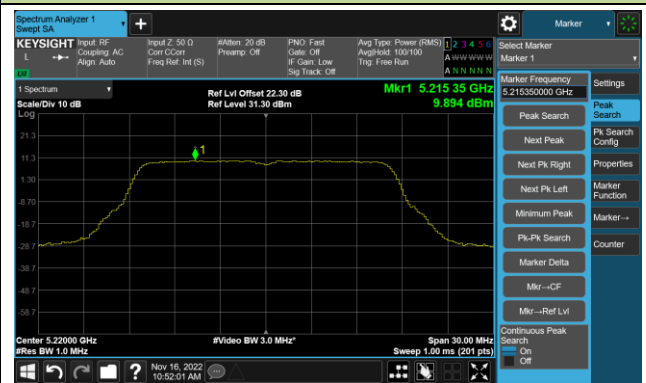 Spectrum Analyzer 1
Swept SA
Marker
KEYSIGHT
L
Input: RF
Coupling: AC
Align: Auto
Input Z: 50 Ω
Corr CCorr
Freq Ref: Int (S)
#Atten: 20 dB
Preamp: Off
PNO: Fast
Gate: Off
IF Gain: Low
Sig Track: Off
Avg Type: Power (RMS)
Avg|Hold: 100/100
Trig: Free Run
1 2 3 4 5 6
A W W W W W
A N N N N N
Select Marker
Marker 1
1 Spectrum
Scale/Div 10 dB
Log
Ref Lvl Offset 22.30 dB
Ref Level 31.30 dBm
Mkr1 5.215 35 GHz
9.894 dBm
21.3
11.3
1.30
-8.70
-18.7
-28.7
-38.7
-48.7
-58.7
1
Center 5.22000 GHz
#Res BW 1.0 MHz
#Video BW 3.0 MHz*
Span 30.00 MHz
Sweep 1.00 ms (201 pts)
Marker Frequency
5.215350000 GHz
Peak Search
Next Peak
Next Pk Right
Next Pk Left
Minimum Peak
Pk-Pk Search
Marker Delta
Mkr→CF
Mkr→Ref Lvl
Continuous Peak
Search
On
Off
Settings
Peak
Search
Pk Search
Config
Properties
Marker
Function
Marker→
Counter
?
Nov 16, 2022
10:52:01 AM